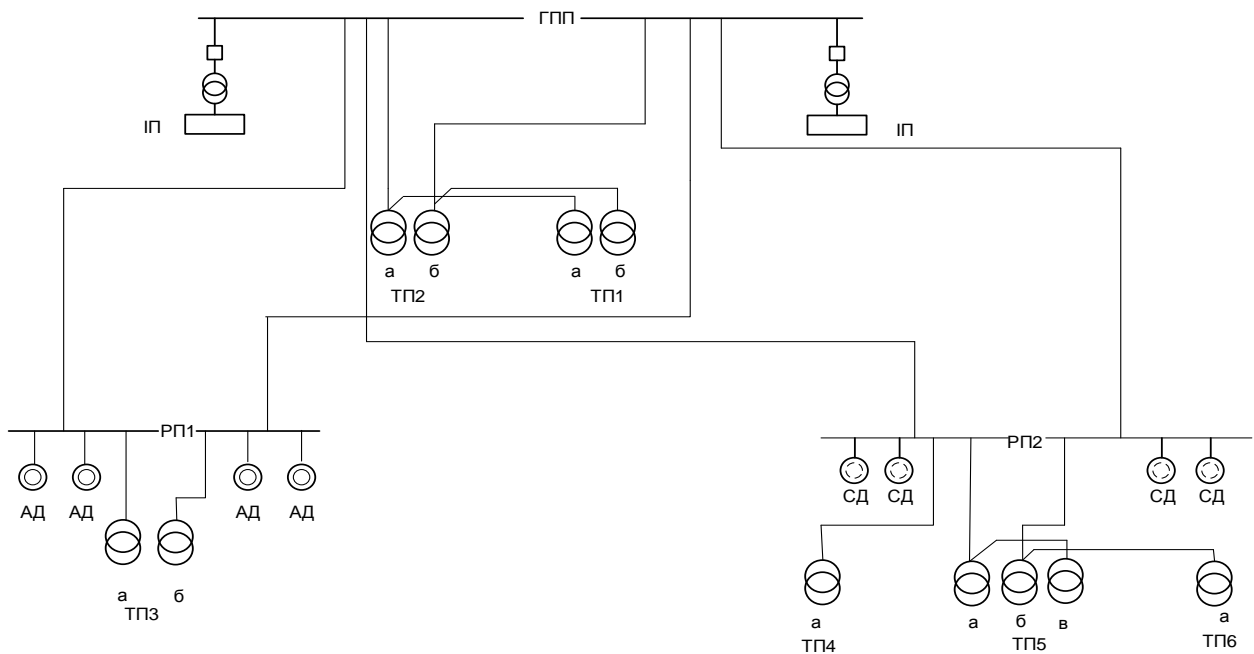 ГПП
ІП
ІП
а
б
а
б
ТП2
ТП1
РП1
РП2
АД
АД
АД
АД
СД
СД
СД
СД
а
б
ТП3
а
ТП4
а
б
в
ТП5
а
ТП6